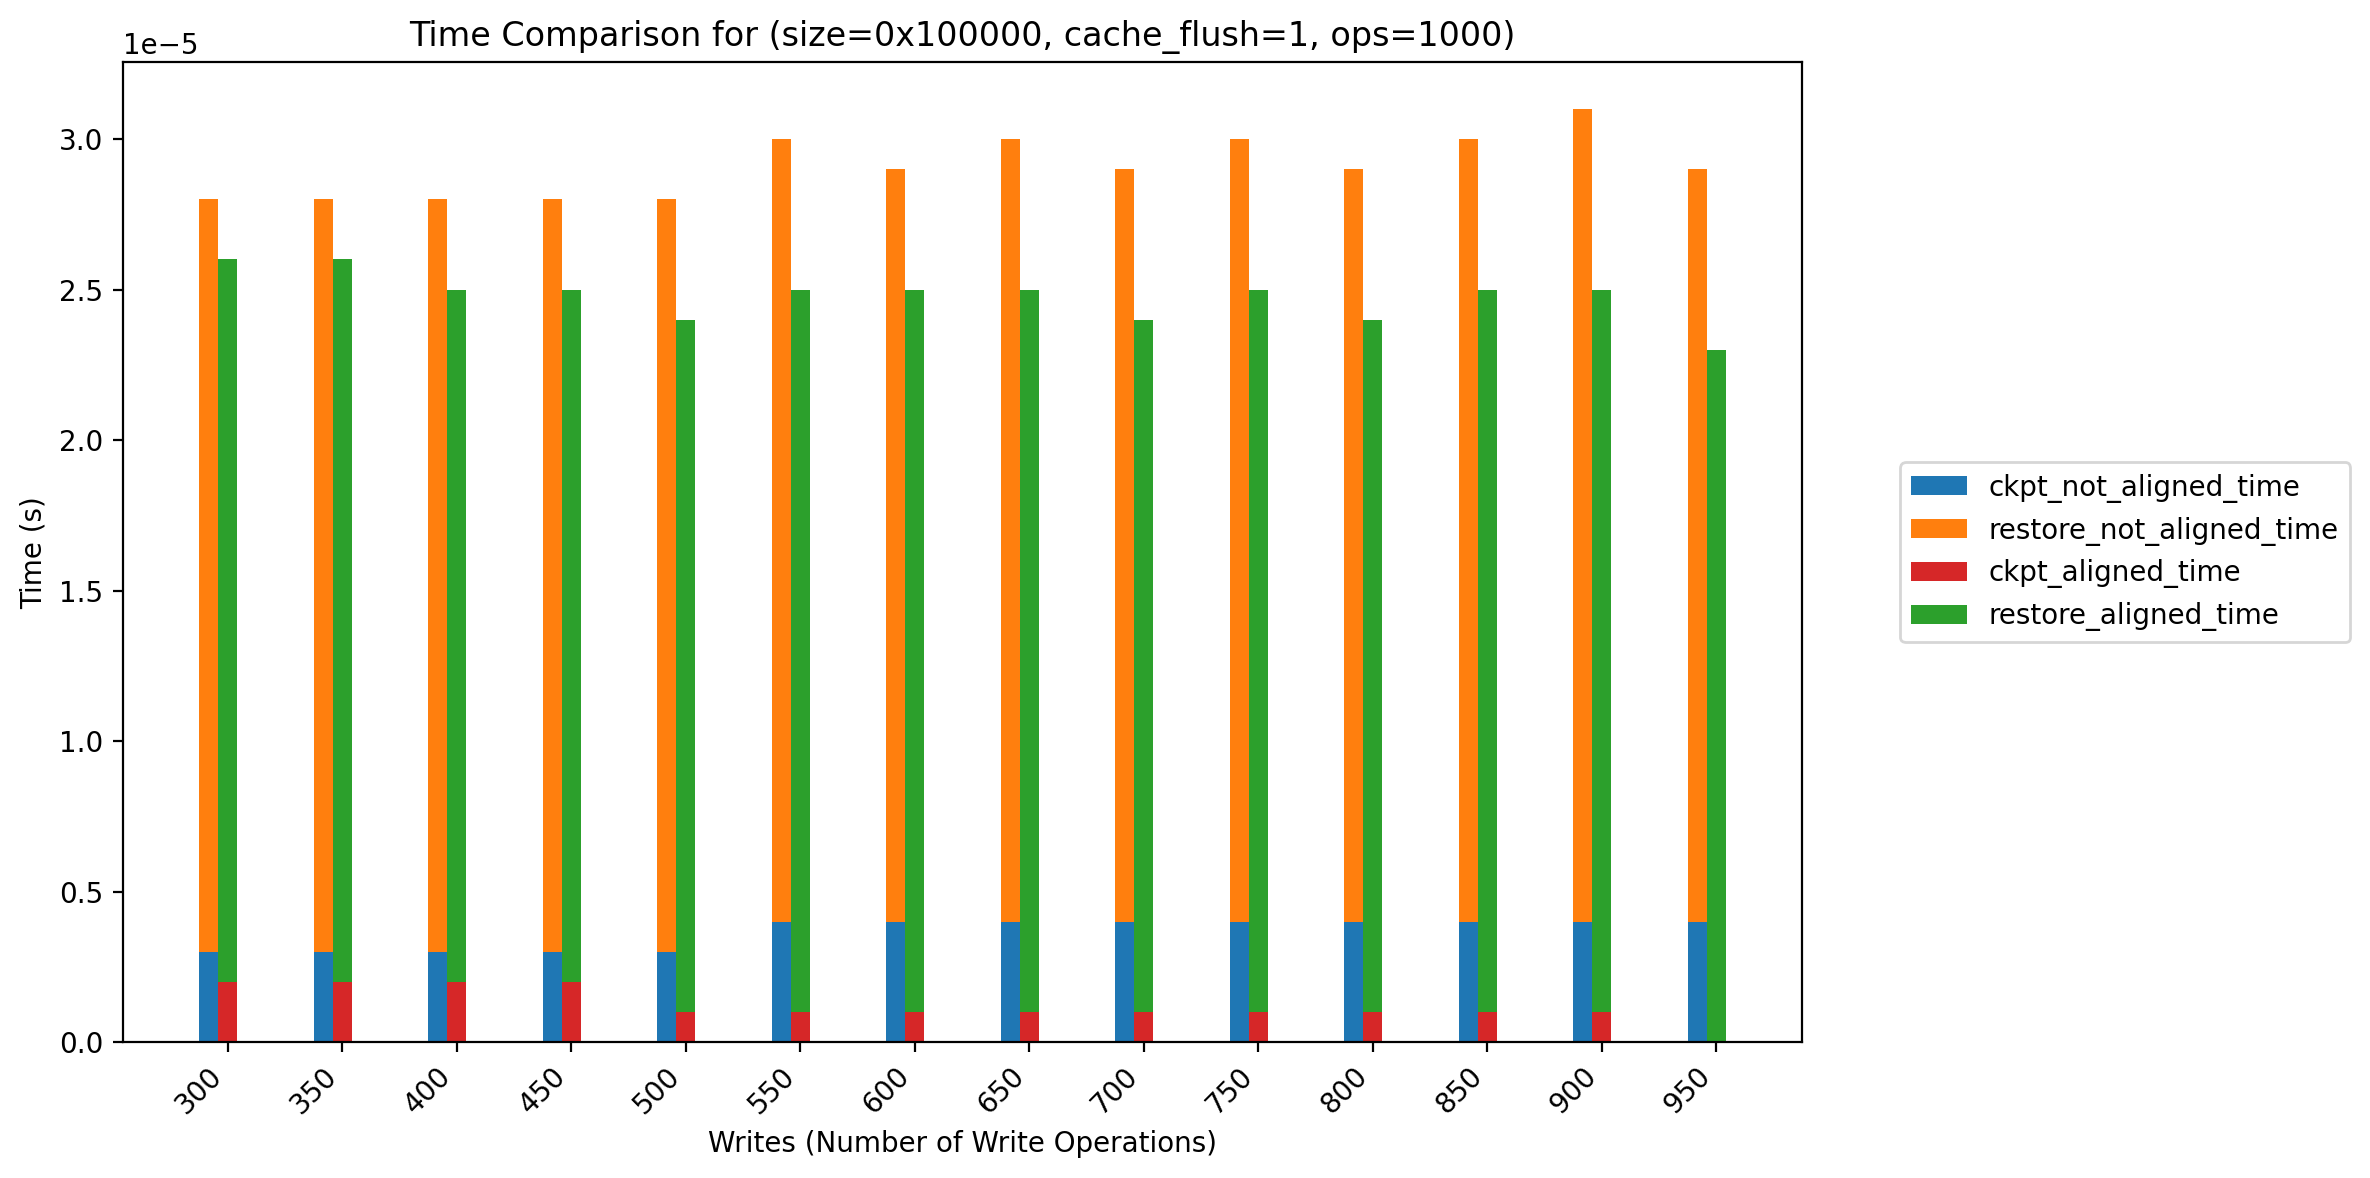 Time Comparison for (size=0x100000, cache_flush=1, ops=1000)
1e−5
3.0
2.5
2.0
1.5
1.0
0.5
0.0
Time (s)
300 350 400 450 500 550 600 650 700 750 800 850 900 950
Writes (Number of Write Operations)
ckpt_not_aligned_time
restore_not_aligned_time
ckpt_aligned_time
restore_aligned_time